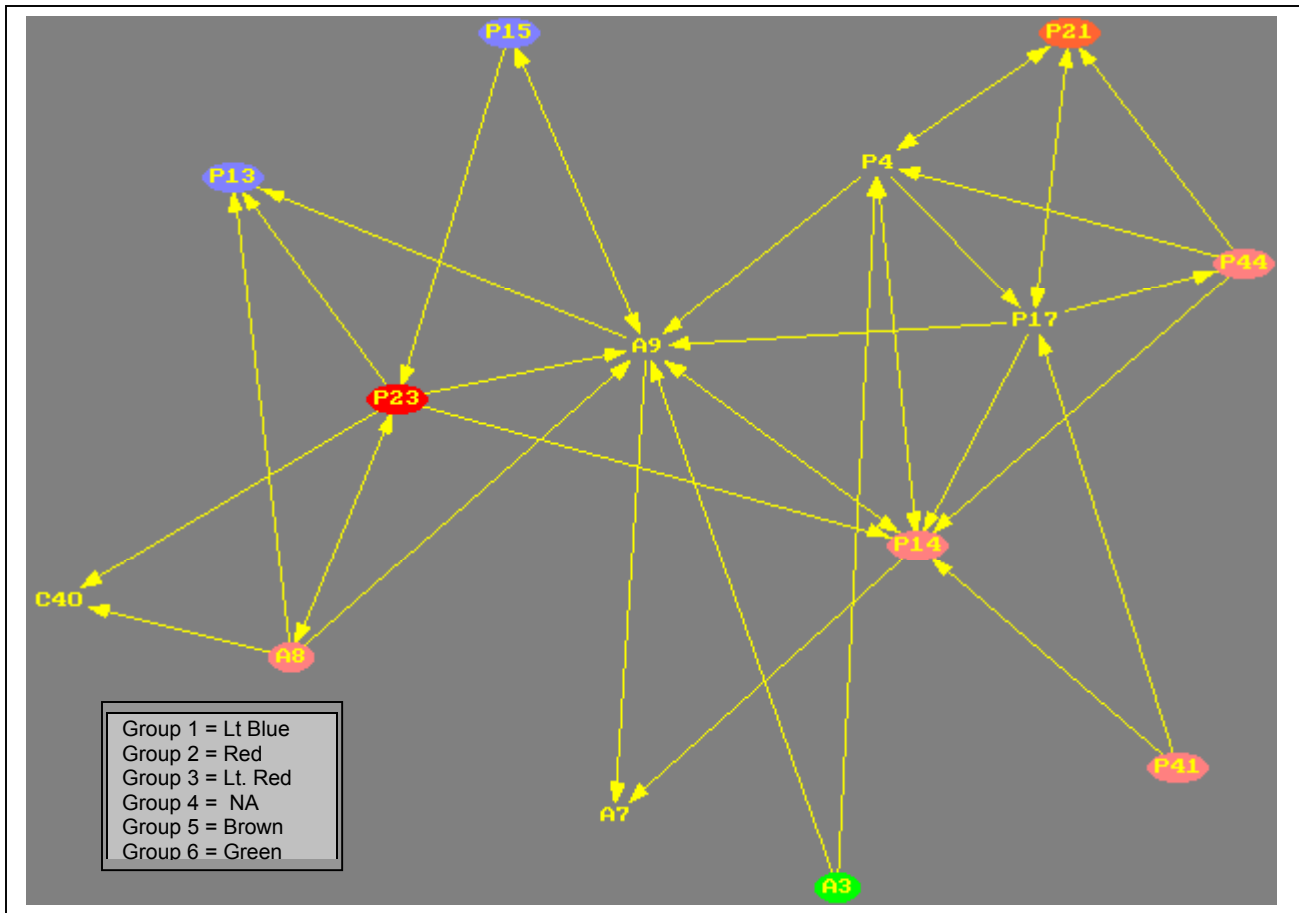 P15
P21
P4
P13
P44
P17
A9
P23
P14
C40
A8
Group 1 = Lt Blue
Group 2 = Red
Group 3 = Lt. Red
Group 4 = NA
Group 5 = Brown
Group 6 = Green
P41
A7
A3